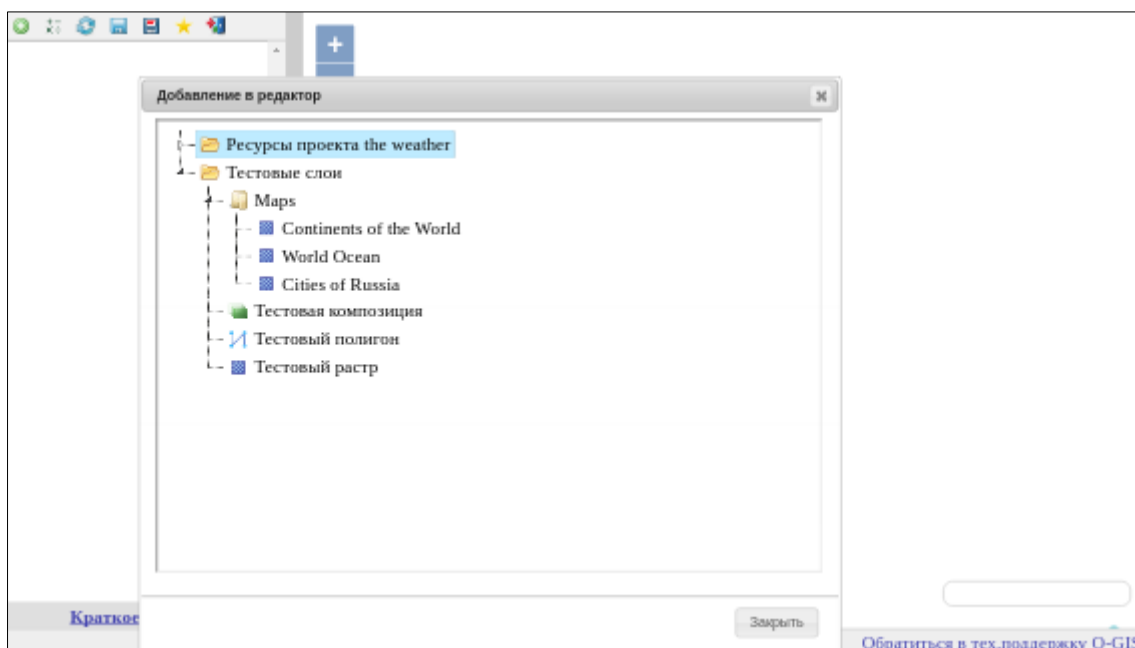 +
Добавление в редактор
Ресурсы проекта the weather
Тестовые слои
Maps
Continents of the World
World Ocean
Cities of Russia
Тестовая композиция
Тестовый полигон
Тестовый растр
Закрыть
Краткое
Обратиться в тех.поддержку O-GIS